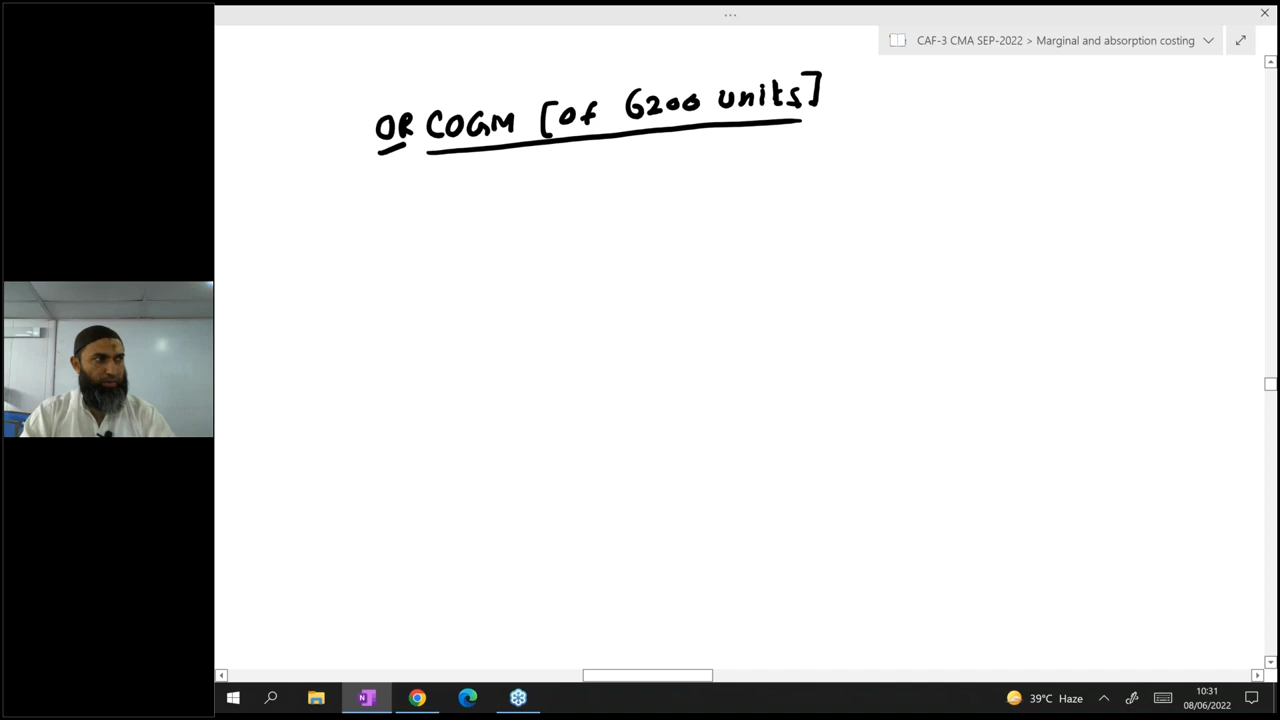 CAF-3 CMA SEP-2022 > Marginal and absorption costing
OR COGM [of 6200 units]
39°C Haze
10:31
08/06/2022